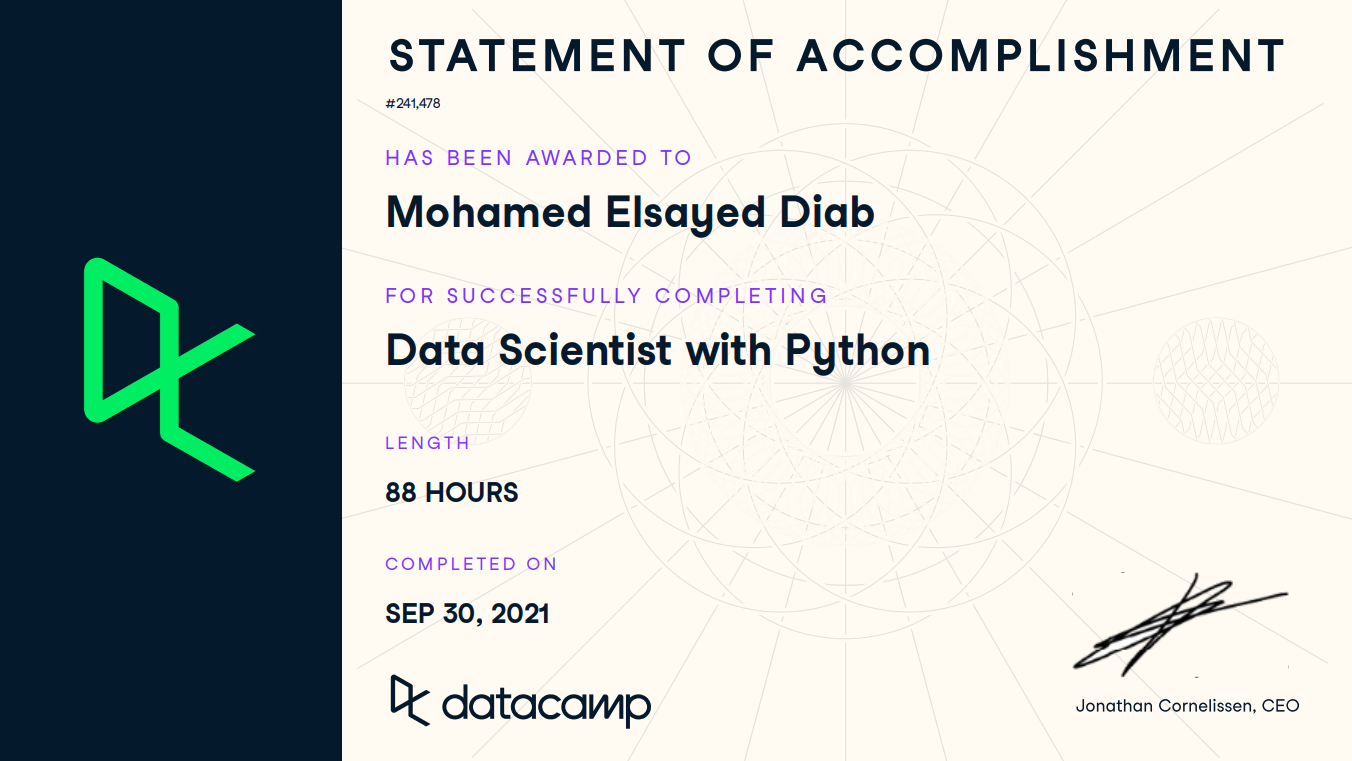 STATEMENT OF ACCOMPLISHMENT
#241,478
HAS BEEN AWARDED TO
Mohamed Elsayed Diab
FOR SUCCESSFULLY COMPLETING
Data Scientist with Python
LENGTH
88 HOURS
COMPLETED ON
SEP 30, 2021
datacamp
Jonathan Cornelissen, CEO